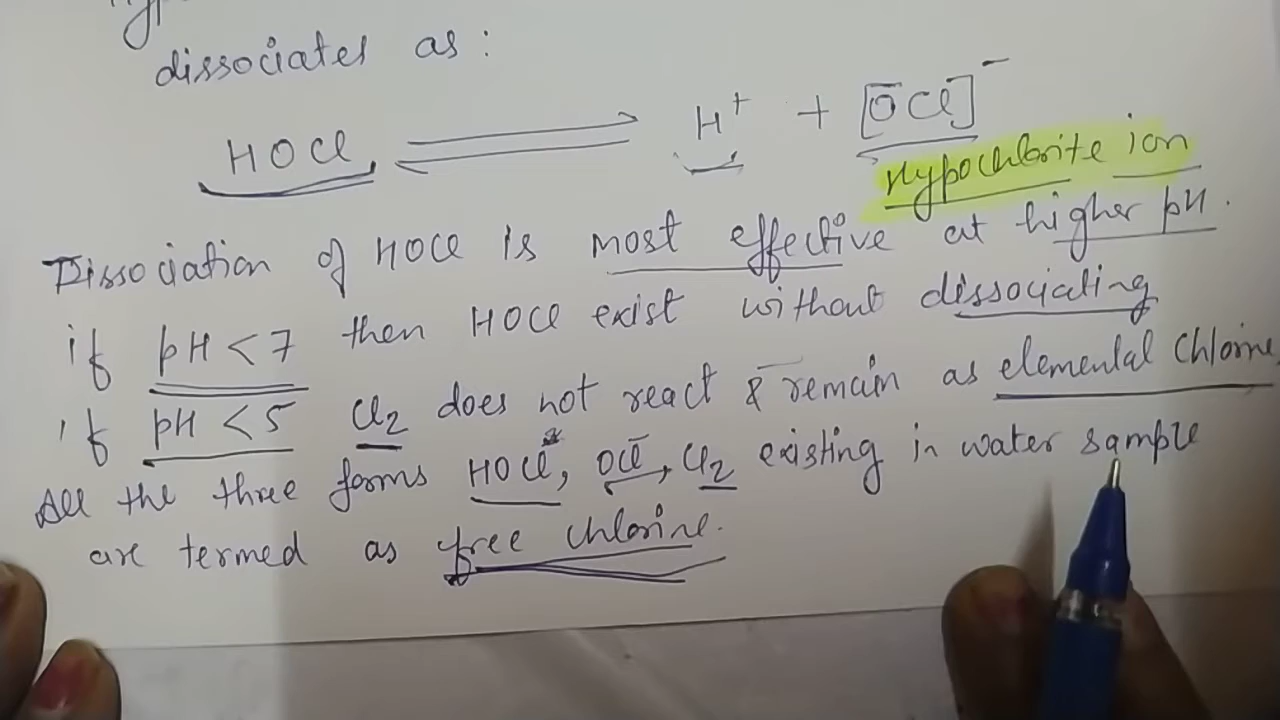 dissociates as :
HOCl ⇌ H⁺ + [OCl]⁻
Hypochlorite ion
Dissociation of HOCl is most effective at higher pH.
if pH < 7 then HOCl exist without dissociating
if pH < 5 Cl₂ does not react & remain as elemental Chlorine
All the three forms HOCl, OCl⁻, Cl₂ existing in water sample
are termed as free Chlorine.